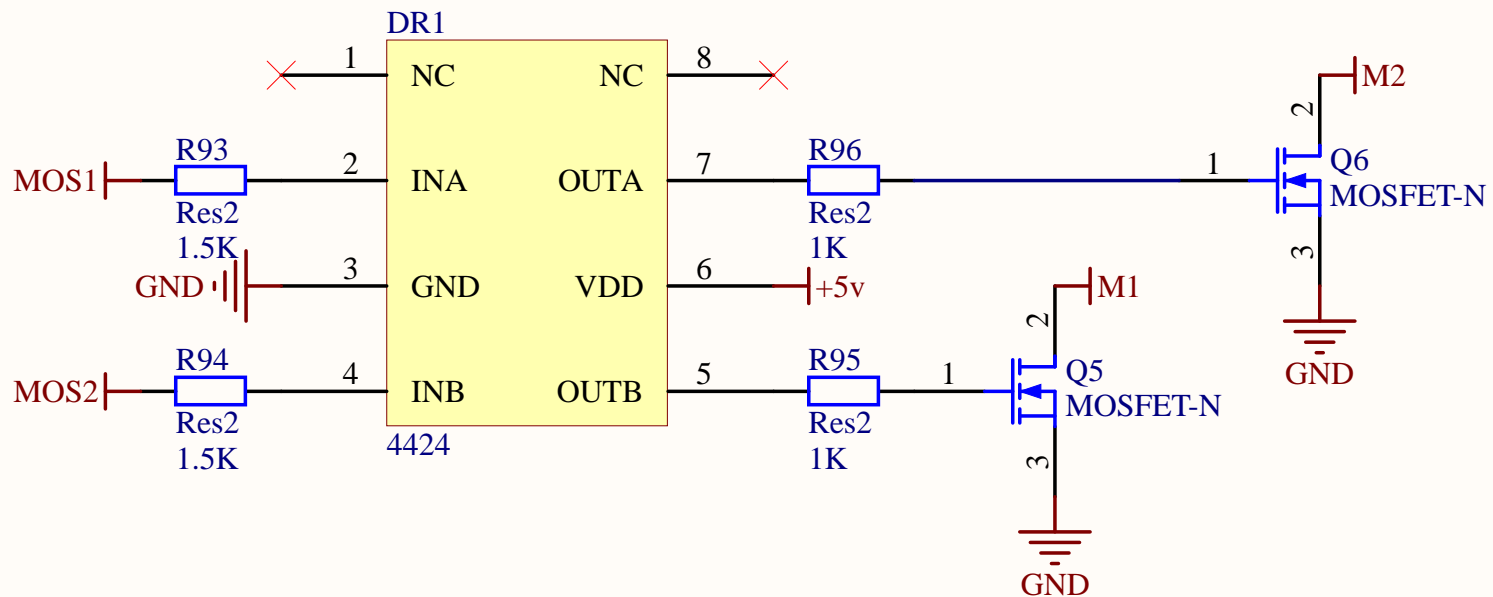 DR1
1
NC
NC
8
M2
2
R93
R96
MOS1
2
INA
OUTA
7
1
Q6
MOSFET-N
Res2
1.5K
Res2
1K
3
GND
3
GND
VDD
6
+5v
M1
2
GND
R94
R95
MOS2
4
INB
OUTB
5
1
Q5
MOSFET-N
Res2
1.5K
Res2
1K
4424
3
GND